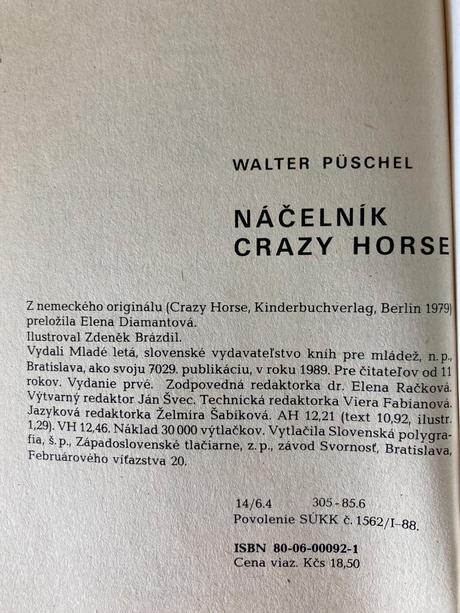 WALTER PÜSCHEL
NÁČELNÍK
CRAZY HORSE
Z nemeckého originálu (Crazy Horse, Kinderbuchverlag, Berlin 1979)
preložila Elena Diamantová.
Ilustroval Zdeněk Brázdil.
Vydali Mladé letá, slovenské vydavateľstvo kníh pre mládež, n. p.,
Bratislava, ako svoju 7029. publikáciu, v roku 1989. Pre čitateľov od 11
rokov. Vydanie prvé. Zodpovedná redaktorka dr. Elena Račková.
Výtvarný redaktor Ján Švec. Technická redaktorka Viera Fabianová.
Jazyková redaktorka Želmíra Šabíková. AH 12,21 (text 10,92, ilustr.
1,29). VH 12,46. Náklad 30 000 výtlačkov. Vytlačila Slovenská polygra-
fia, š. p., Západoslovenské tlačiarne, z. p., závod Svornosť, Bratislava,
Februárového víťazstva 20.
14/6.4 305-85.6
Povolenie SÚKK č. 1562/I-88.
ISBN 80-06-00092-1
Cena viaz. Kčs 18,50